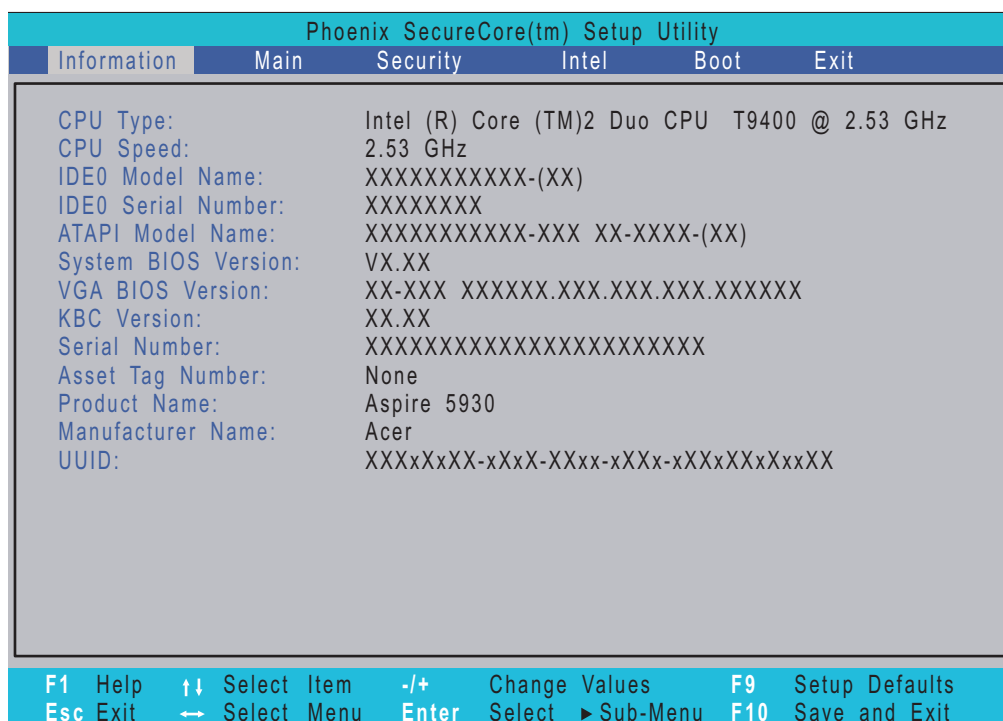 Phoenix SecureCore(tm) Setup Utility
Information Main Security Intel Boot Exit
CPU Type: Intel (R) Core (TM)2 Duo CPU T9400 @ 2.53 GHz
CPU Speed: 2.53 GHz
IDE0 Model Name: XXXXXXXXXXX-(XX)
IDE0 Serial Number: XXXXXXXX
ATAPI Model Name: XXXXXXXXXXX-XXX XX-XXXX-(XX)
System BIOS Version: VX.XX
VGA BIOS Version: XX-XXX XXXXXX.XXX.XXX.XXX.XXXXXX
KBC Version: XX.XX
Serial Number: XXXXXXXXXXXXXXXXXXXXXXX
Asset Tag Number: None
Product Name: Aspire 5930
Manufacturer Name: Acer
UUID: XXXxXxXX-xXxX-XXxx-xXXx-xXXxXXxXxxXX
F1 Help ↑↓ Select Item -/+ Change Values F9 Setup Defaults
Esc Exit ↔ Select Menu Enter Select ▶ Sub-Menu F10 Save and Exit